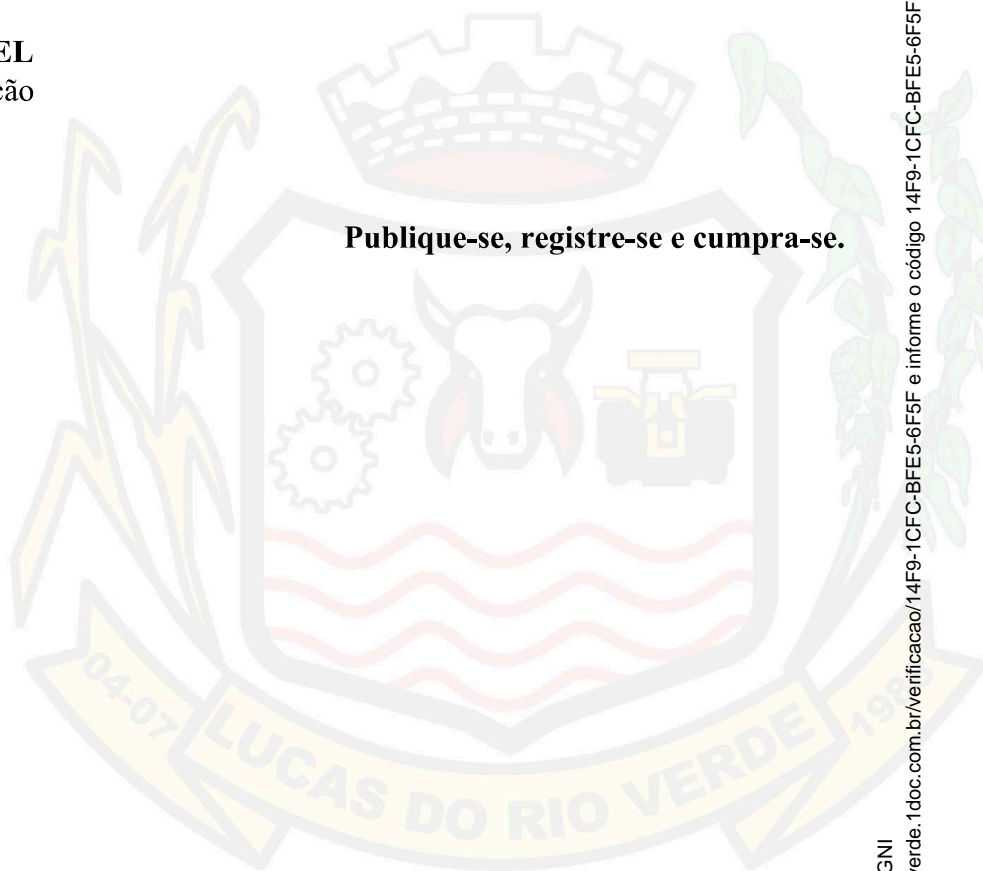 EL
ção
Publique-se, registre-se e cumpra-se.
04-07
LUCAS DO RIO VERDE
GNI
verde.1doc.com.br/verificacao/14F9-1CFC-BFE5-6F5F e informe o código 14F9-1CFC-BFE5-6F5F